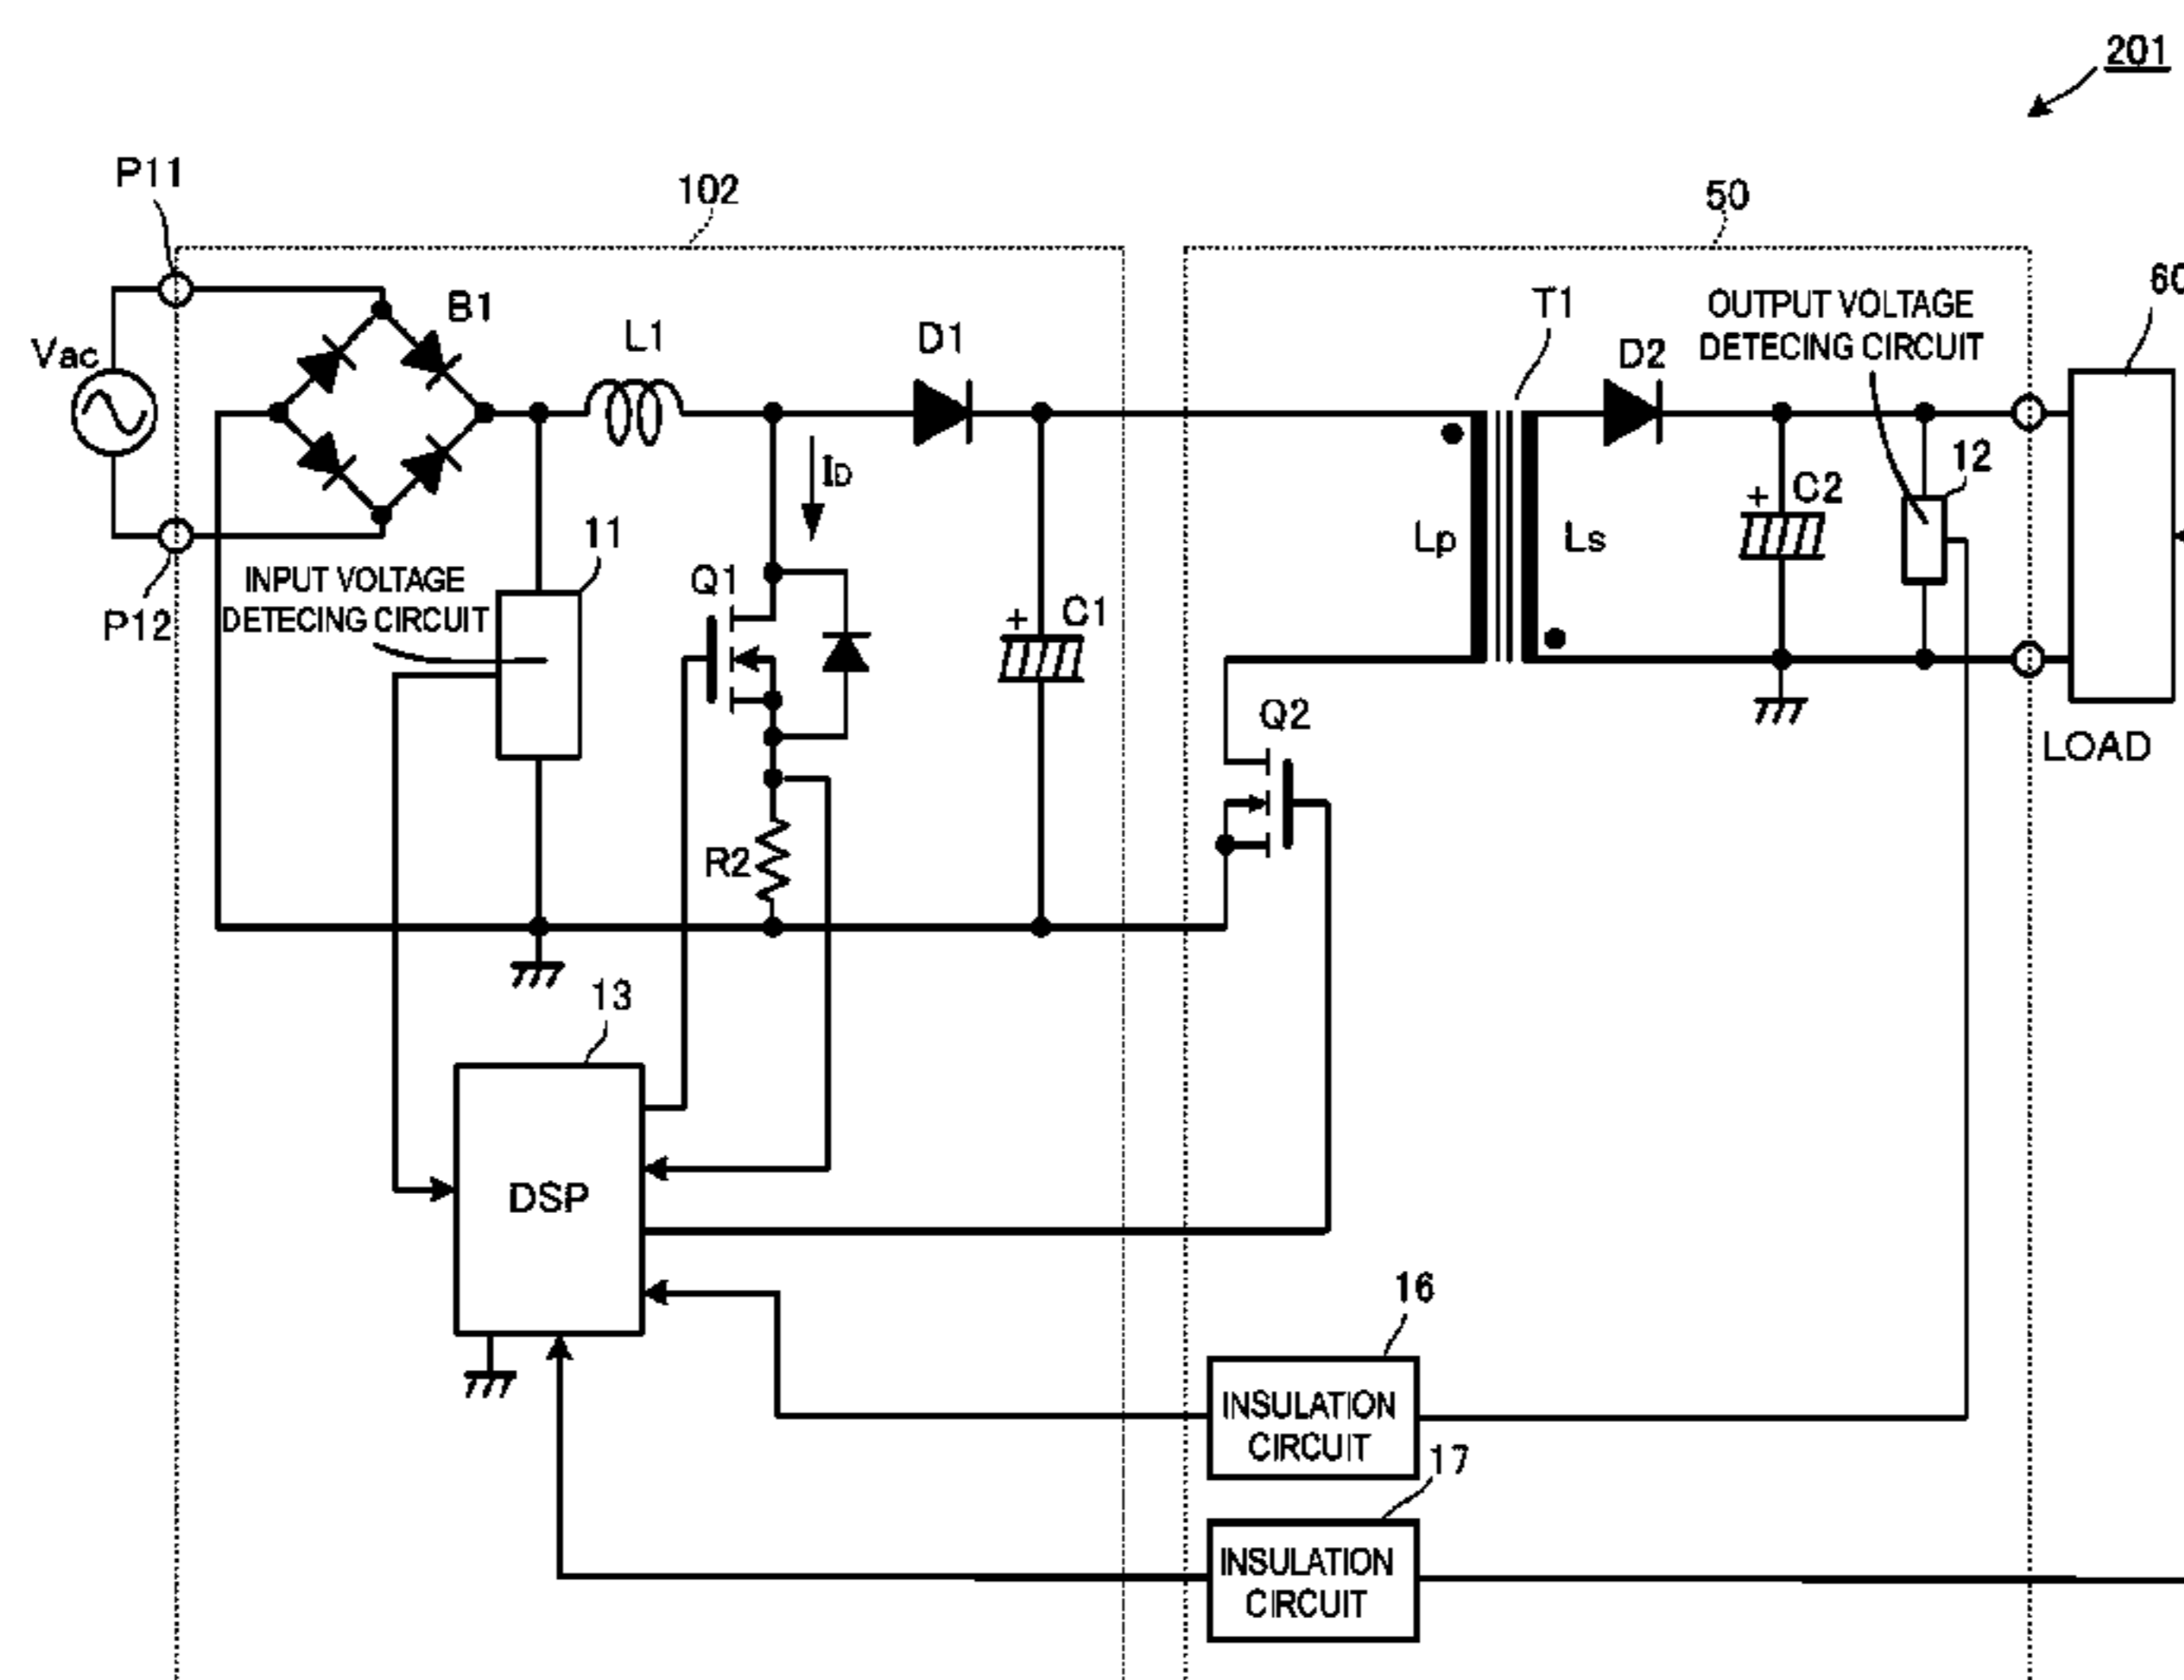 201
P11
102
50
60
Vac
B1
L1
D1
T1
OUTPUT VOLTAGE
DETECING CIRCUIT
D2
12
ID
C2
11
Lp
Ls
INPUT VOLTAGE
DETECING CIRCUIT
P12
Q1
+
C1
+
Q2
LOAD
R2
13
DSP
16
INSULATION
CIRCUIT
17
INSULATION
CIRCUIT